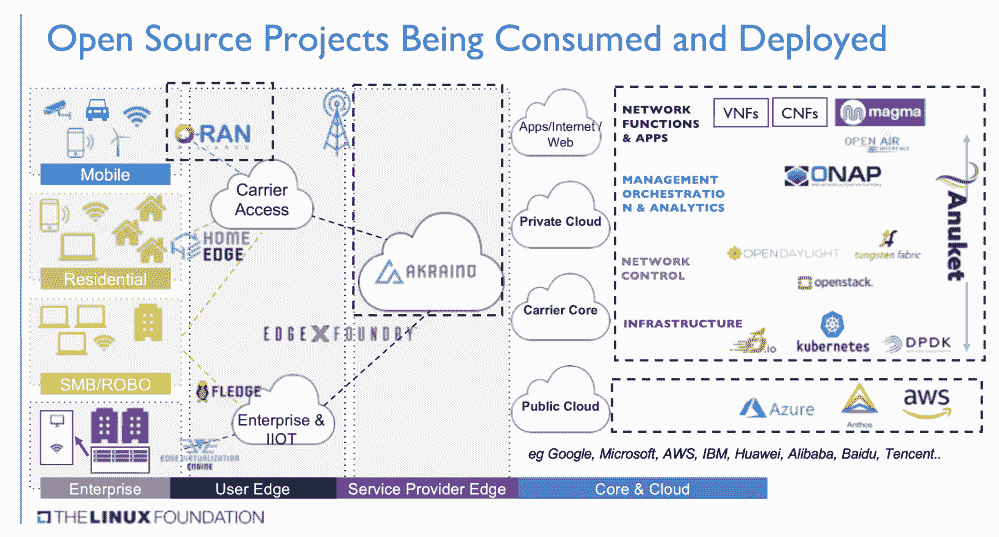 Open Source Projects Being Consumed and Deployed
Mobile
Residential
SMB/ROBO
Enterprise
O-RAN
Carrier
Access
HOME
EDGE
EDGE X FOUNDRY
FLEDGE
Enterprise &
IIOT
EDGE VIRTUALIZATION
ENGINE
User Edge
AKRAINO
Service Provider Edge
Apps/Internet/
Web
Private Cloud
Carrier Core
Public Cloud
Core & Cloud
NETWORK
FUNCTIONS
& APPS
VNFs
CNFs
magma
OPEN AIR
INTERFACE
MANAGEMENT
ORCHESTRATIO
N & ANALYTICS
ONAP
Anuket
NETWORK
CONTROL
OPENDAYLIGHT
tungsten fabric
openstack.
INFRASTRUCTURE
.io
kubernetes
DPDK
Azure
Anthos
aws
eg Google, Microsoft, AWS, IBM, Huawei, Alibaba, Baidu, Tencent..
THE LINUX FOUNDATION